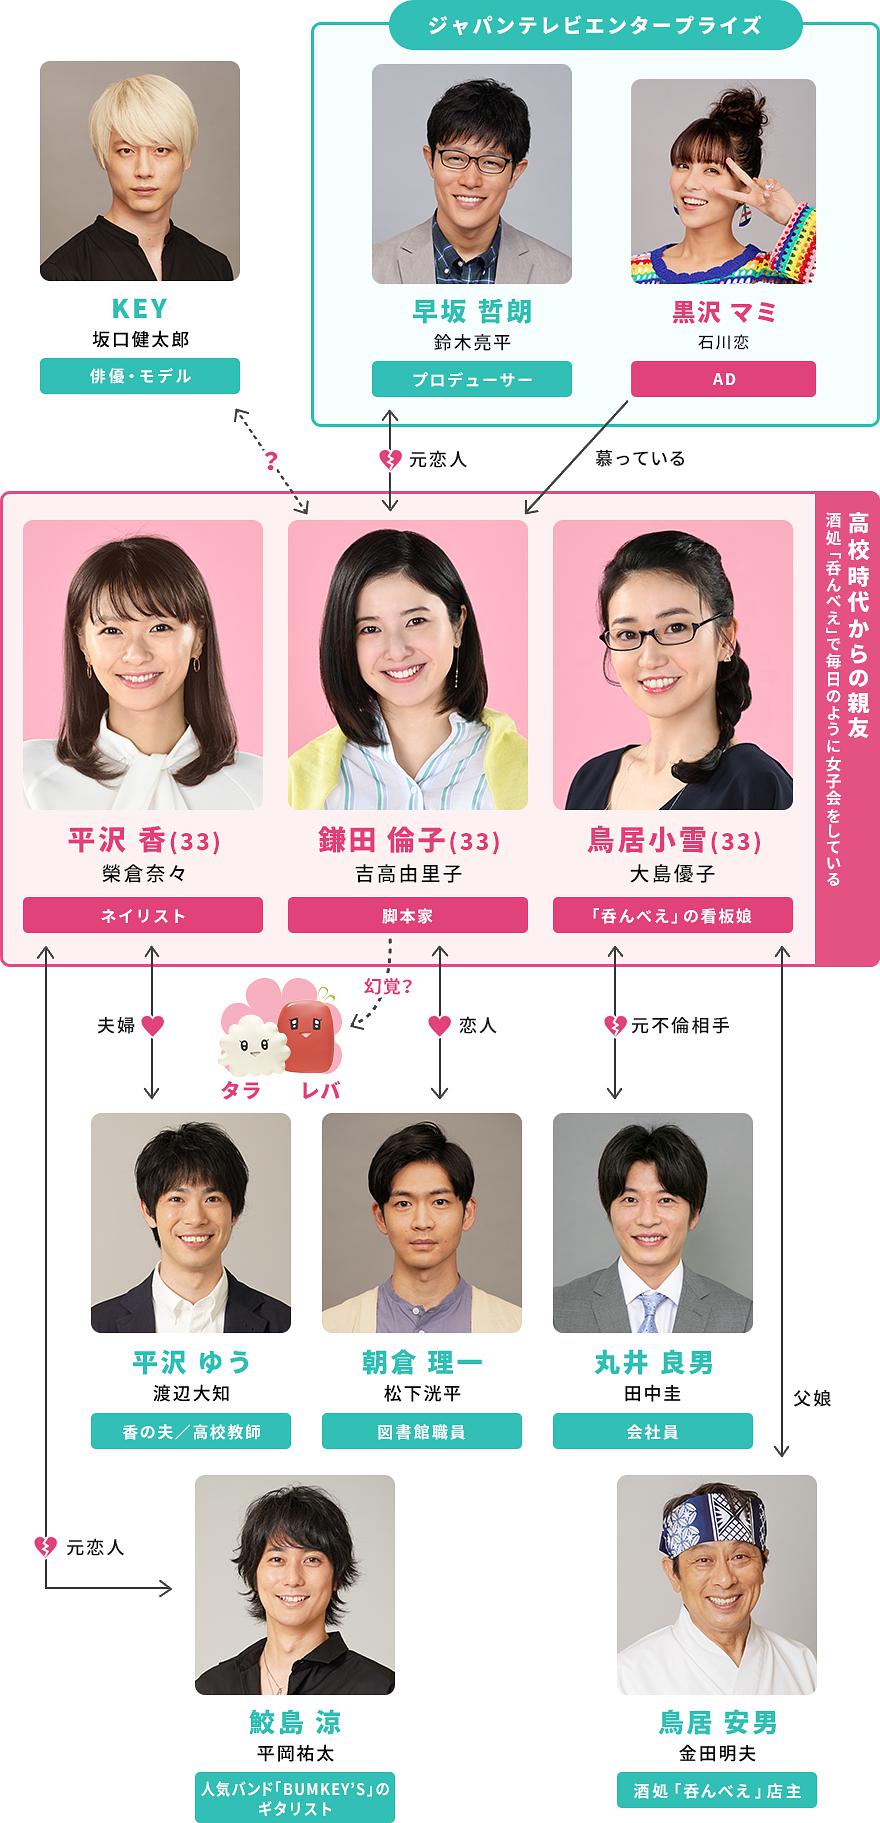 ジャパンテレビエンタープライズ
KEY
坂口健太郎
俳優・モデル
早坂 哲朗
鈴木亮平
プロデューサー
黒沢 マミ
石川恋
AD
?
元恋人
慕っている
高校時代からの親友
酒処「呑んべえ」で毎日のように女子会をしている
平沢 香(33)
榮倉奈々
ネイリスト
鎌田 倫子(33)
吉高由里子
脚本家
鳥居小雪(33)
大島優子
「呑んべえ」の看板娘
夫婦
幻覚?
タラ レバ
恋人
元不倫相手
平沢 ゆう
渡辺大知
香の夫／高校教師
朝倉 理一
松下洸平
図書館職員
丸井 良男
田中圭
会社員
父娘
元恋人
鮫島 涼
平岡祐太
人気バンド「BUMKEY'S」の
ギタリスト
鳥居 安男
金田明夫
酒処「呑んべえ」店主